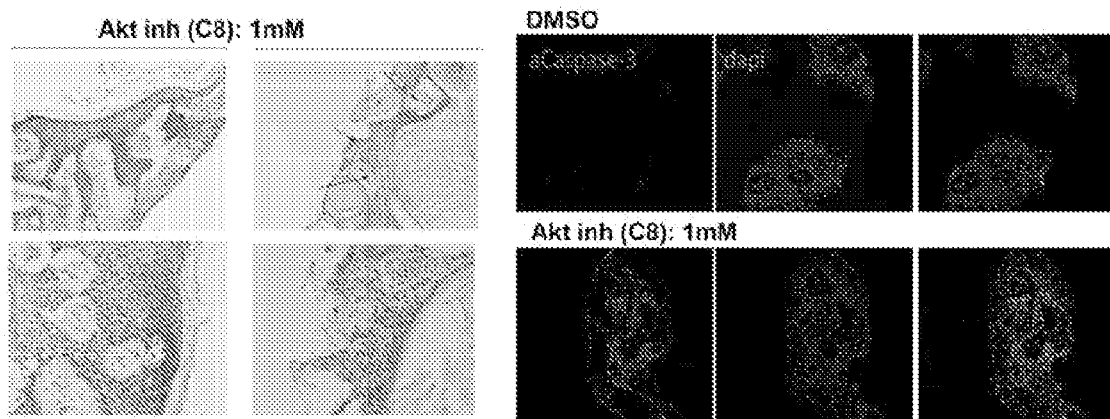 Akt inh (C8): 1mM
DMSO
aCaspase-3
dapi
Akt inh (C8): 1mM